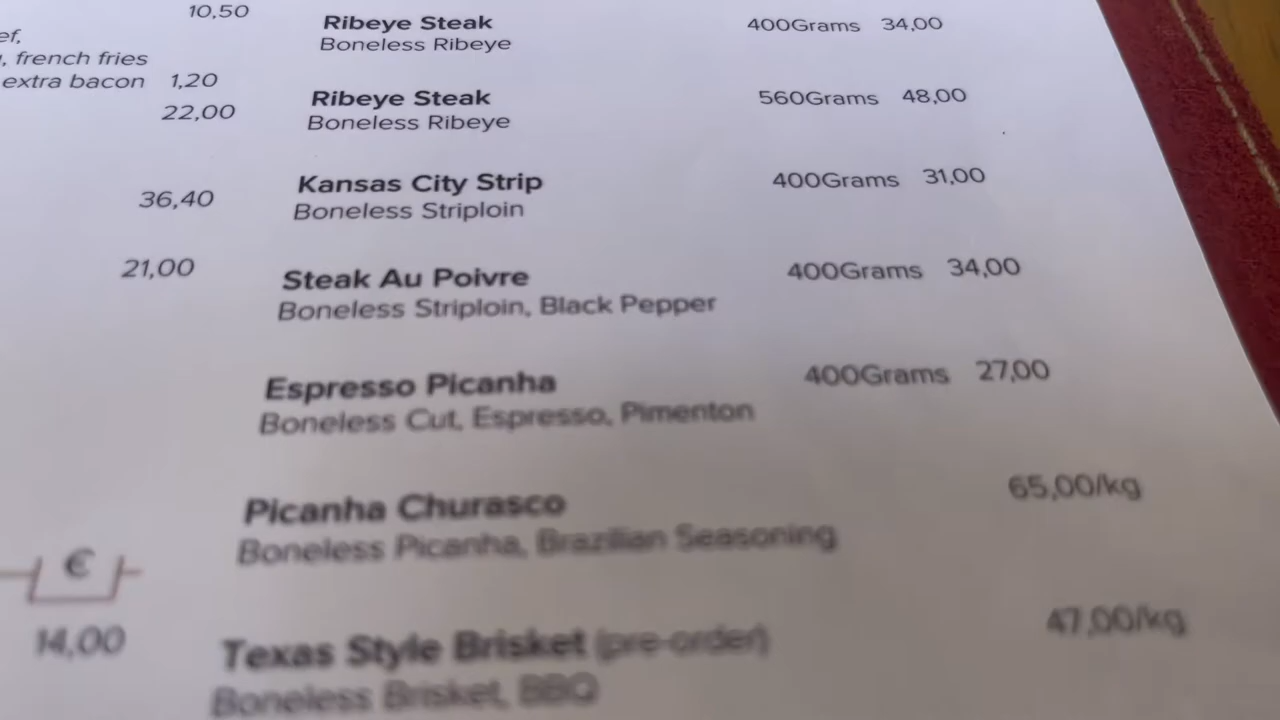 10,50
ef,
, french fries
extra bacon 1,20
22,00
36,40
21,00
€
14,00
Ribeye Steak 400Grams 34,00
Boneless Ribeye
Ribeye Steak 560Grams 48,00
Boneless Ribeye
Kansas City Strip 400Grams 31,00
Boneless Striploin
Steak Au Poivre 400Grams 34,00
Boneless Striploin, Black Pepper
Espresso Picanha 400Grams 27,00
Boneless Cut, Espresso, Pimenton
Picanha Churasco 65,00/kg
Boneless Picanha, Brazilian Seasoning
Texas Style Brisket (pre-order) 47,00/kg
Boneless Brisket, BBQ